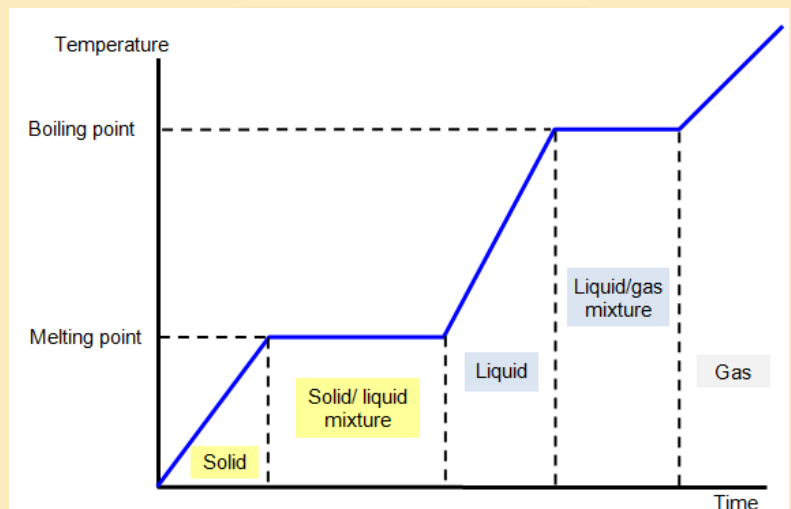 Temperature
Boiling point
Liquid/gas
mixture
Melting point
Liquid
Gas
Solid/ liquid
mixture
Solid
Time